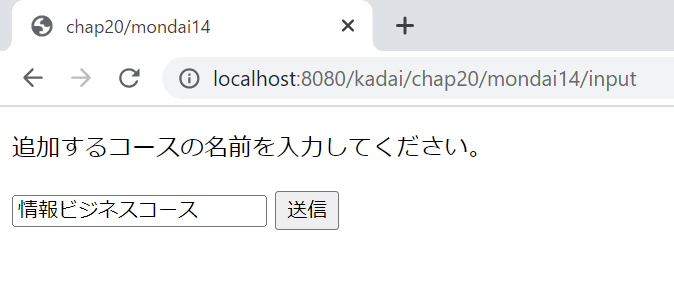 chap20/mondai14
localhost:8080/kadai/chap20/mondai14/input
追加するコースの名前を入力してください。
情報ビジネスコース 送信